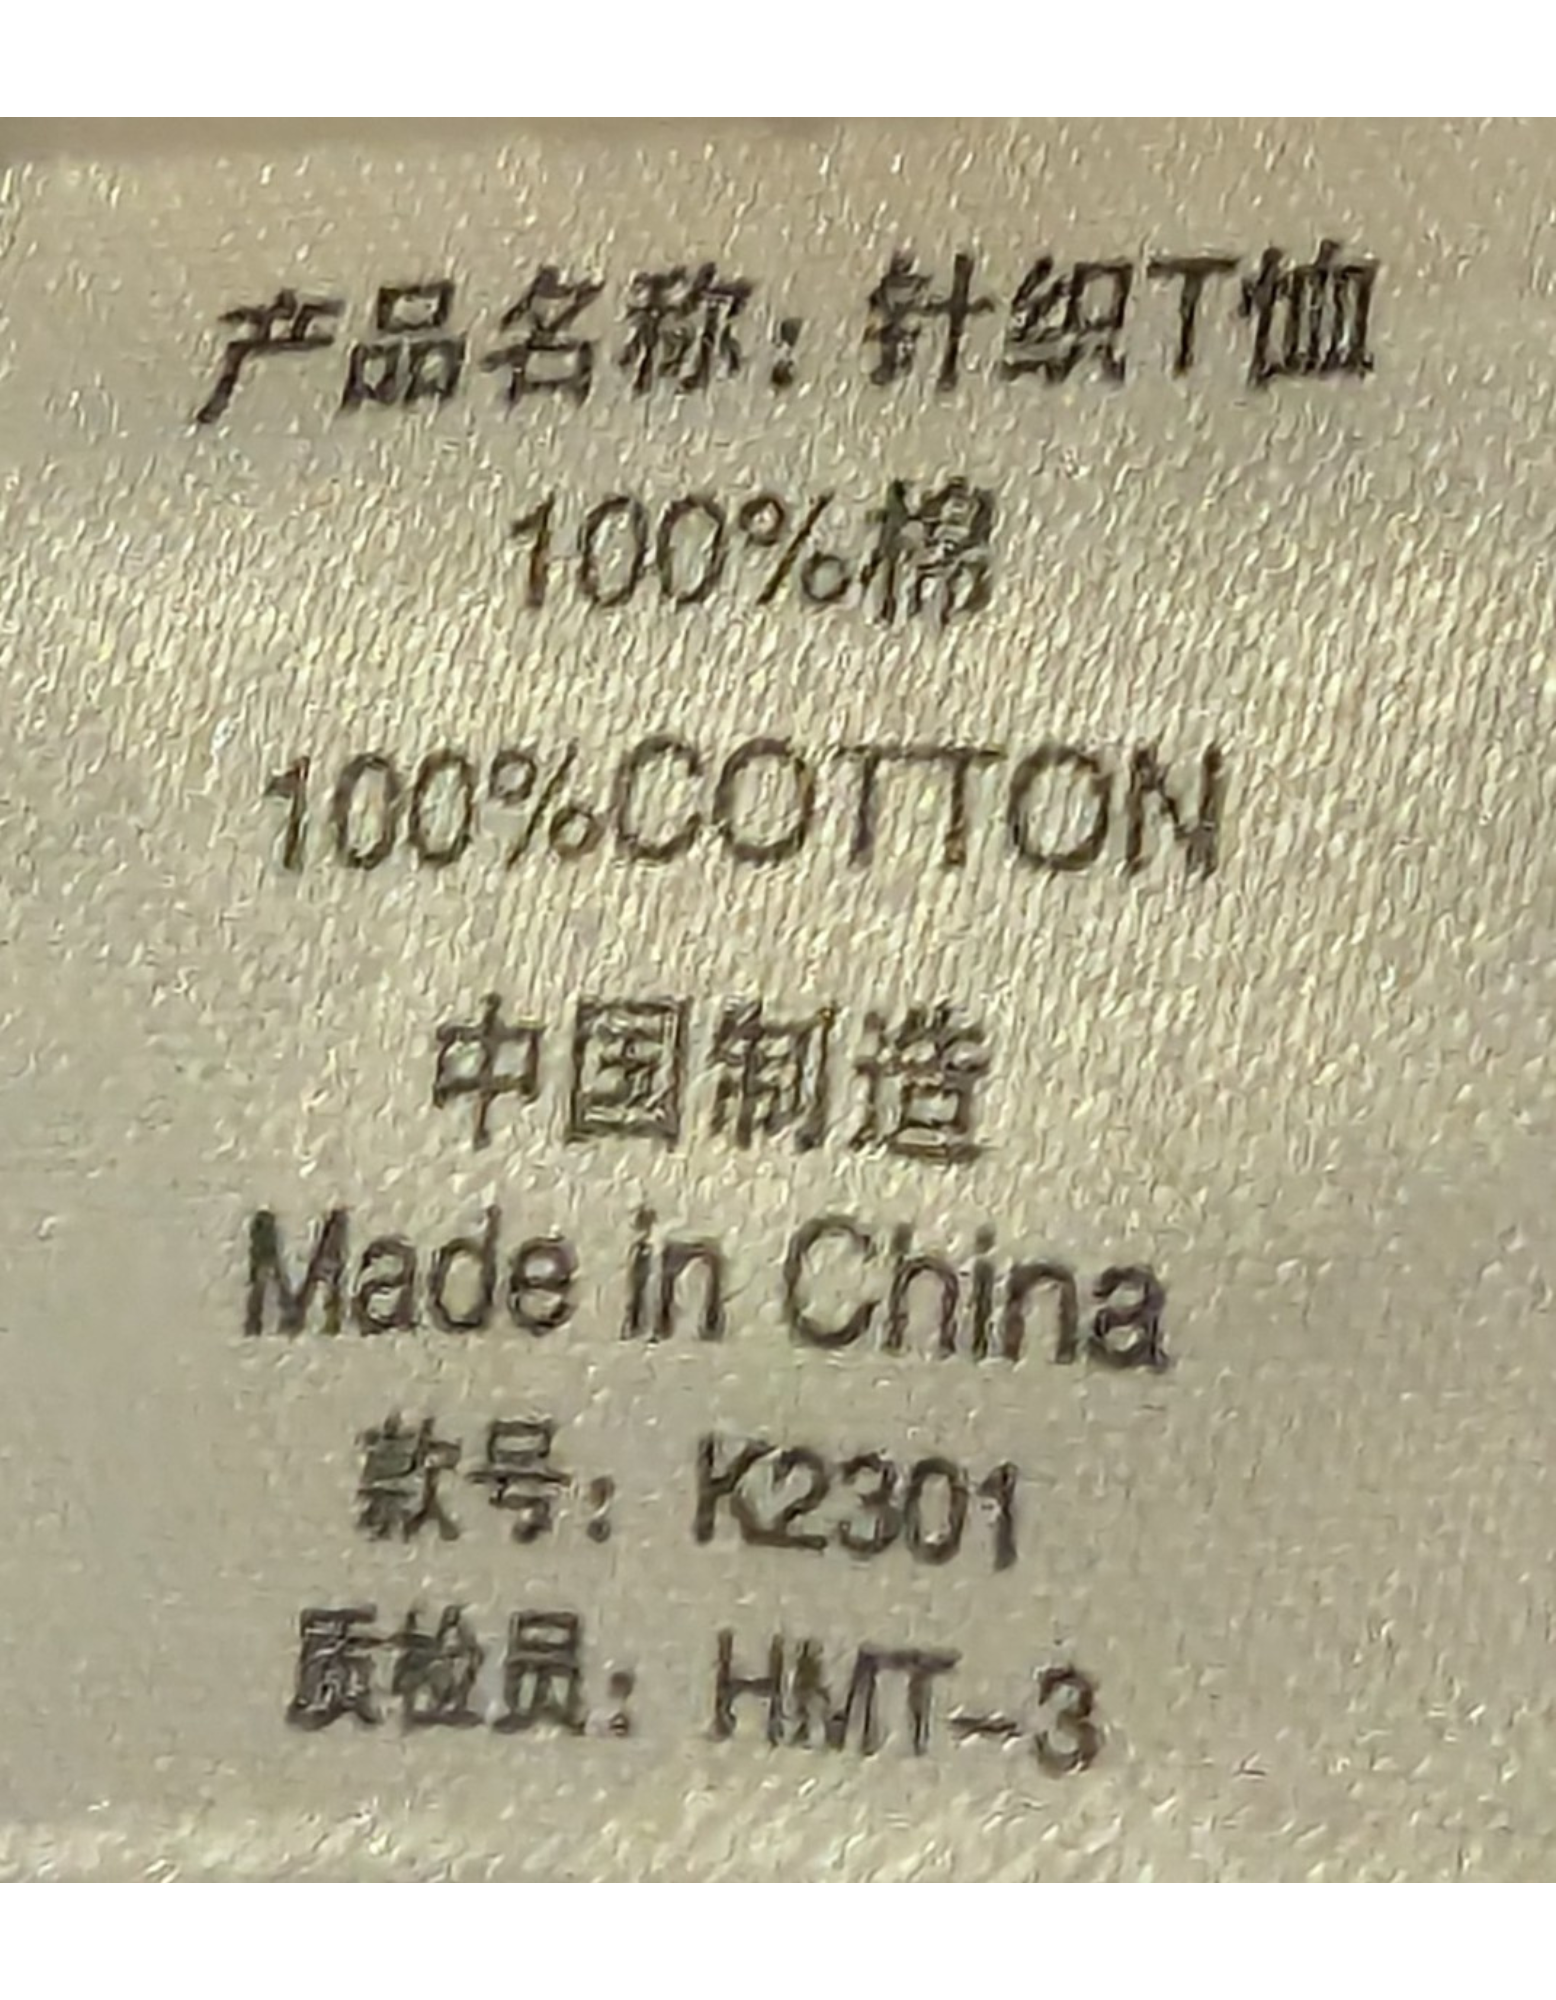 产品名称：针织T恤
100%棉
100%COTTON
中国制造
Made in China
款号：K2301
质检员：HMT-3